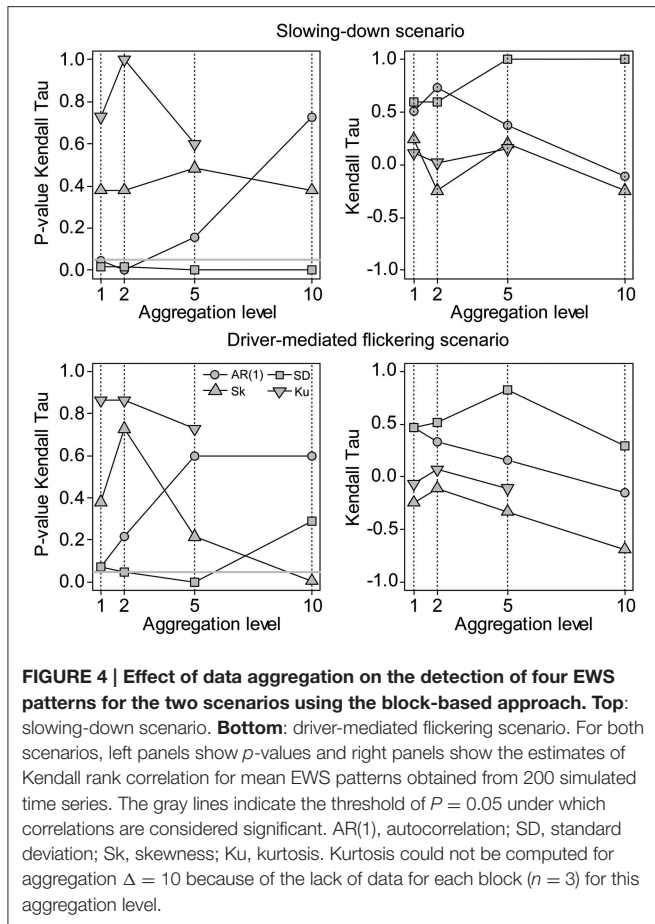 Slowing-down scenario
P-value Kendall Tau
1.0
0.8
0.6
0.4
0.2
0.0
1 2 5 10
Aggregation level
Kendall Tau
1.0
0.5
0.0
-0.5
-1.0
1 2 5 10
Aggregation level
Driver-mediated flickering scenario
P-value Kendall Tau
1.0
0.8
0.6
0.4
0.2
0.0
AR(1) SD
Sk Ku
1 2 5 10
Aggregation level
Kendall Tau
1.0
0.5
0.0
-0.5
-1.0
1 2 5 10
Aggregation level
FIGURE 4 | Effect of data aggregation on the detection of four EWS
patterns for the two scenarios using the block-based approach. Top:
slowing-down scenario. Bottom: driver-mediated flickering scenario. For both
scenarios, left panels show p-values and right panels show the estimates of
Kendall rank correlation for mean EWS patterns obtained from 200 simulated
time series. The gray lines indicate the threshold of P = 0.05 under which
correlations are considered significant. AR(1), autocorrelation; SD, standard
deviation; Sk, skewness; Ku, kurtosis. Kurtosis could not be computed for
aggregation Δ = 10 because of the lack of data for each block (n = 3) for this
aggregation level.